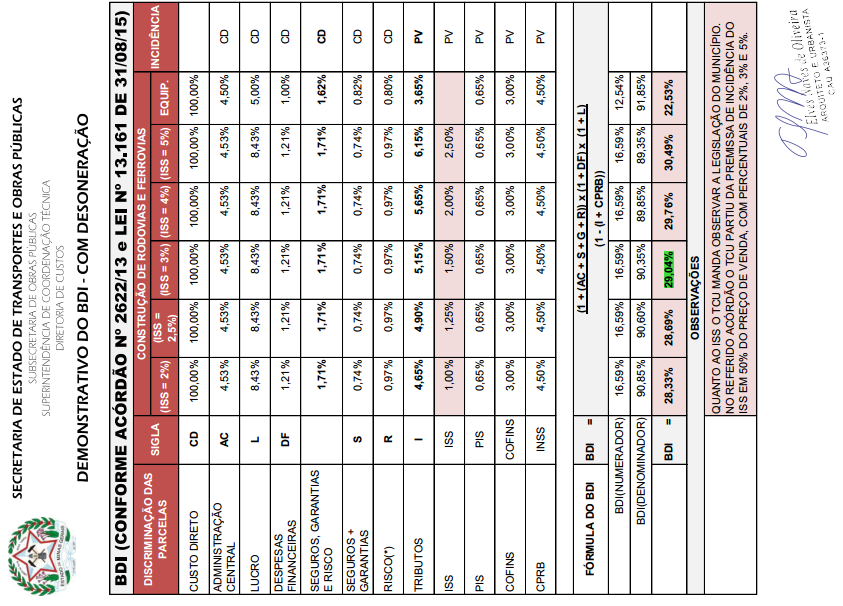 SECRETARIA DE ESTADO DE TRANSPORTES E OBRAS PÚBLICAS
SUBSECRETARIA DE OBRAS PÚBLICAS
SUPERINTENDÊNCIA DE COORDENAÇÃO TÉCNICA
DIRETORIA DE CUSTOS
DEMONSTRATIVO DO BDI - COM DESONERAÇÃO
BDI (CONFORME ACÓRDÃO Nº 2622/13 e LEI Nº 13.161 DE 31/08/15)
DISCRIMINAÇÃO DAS PARCELAS SIGLA CONSTRUÇÃO DE RODOVIAS E FERROVIAS INCIDÊNCIA
(ISS = 2%) (ISS = 2,5%) (ISS = 3%) (ISS = 4%) (ISS = 5%) EQUIP.
CUSTO DIRETO CD 100,00% 100,00% 100,00% 100,00% 100,00% 100,00% CD
ADMINISTRAÇÃO CENTRAL AC 4,53% 4,53% 4,53% 4,53% 4,53% 4,50% CD
LUCRO L 8,43% 8,43% 8,43% 8,43% 8,43% 5,00% CD
DESPESAS FINANCEIRAS DF 1,21% 1,21% 1,21% 1,21% 1,21% 1,00% CD
SEGUROS, GARANTIAS E RISCO 1,71% 1,71% 1,71% 1,71% 1,71% 1,62% CD
SEGUROS + GARANTIAS S 0,74% 0,74% 0,74% 0,74% 0,74% 0,82% CD
RISCO(*) R 0,97% 0,97% 0,97% 0,97% 0,97% 0,80% CD
TRIBUTOS I 4,65% 4,90% 5,15% 5,65% 6,15% 3,65% PV
ISS ISS 1,00% 1,25% 1,50% 2,00% 2,50% PV
PIS PIS 0,65% 0,65% 0,65% 0,65% 0,65% 0,65% PV
COFINS COFINS 3,00% 3,00% 3,00% 3,00% 3,00% 3,00% PV
CPRB INSS 4,50% 4,50% 4,50% 4,50% 4,50% 4,50% PV
FÓRMULA DO BDI BDI = (1 + (AC + S + G + R)) x (1 + DF) x (1 + L)
(1 - (I + CPRB))
BDI(NUMERADOR) 16,59% 16,59% 16,59% 16,59% 16,59% 12,54%
BDI(DENOMINADOR) 90,85% 90,60% 90,35% 89,85% 89,35% 91,85%
BDI = 28,33% 28,69% 29,04% 29,76% 30,49% 22,53%
OBSERVAÇÕES
QUANTO AO ISS O TCU MANDA OBSERVAR A LEGISLAÇÃO DO MUNICÍPIO.
NO REFERIDO ACÓRDÃO O TCU PARTIU DA PREMISSA DE INCIDÊNCIA DO
ISS EM 50% DO PREÇO DE VENDA, COM PERCENTUAIS DE 2%, 3% E 5%.
Elves Naves de Oliveira
ARQUITETO E URBANISTA
CAU A36373-1